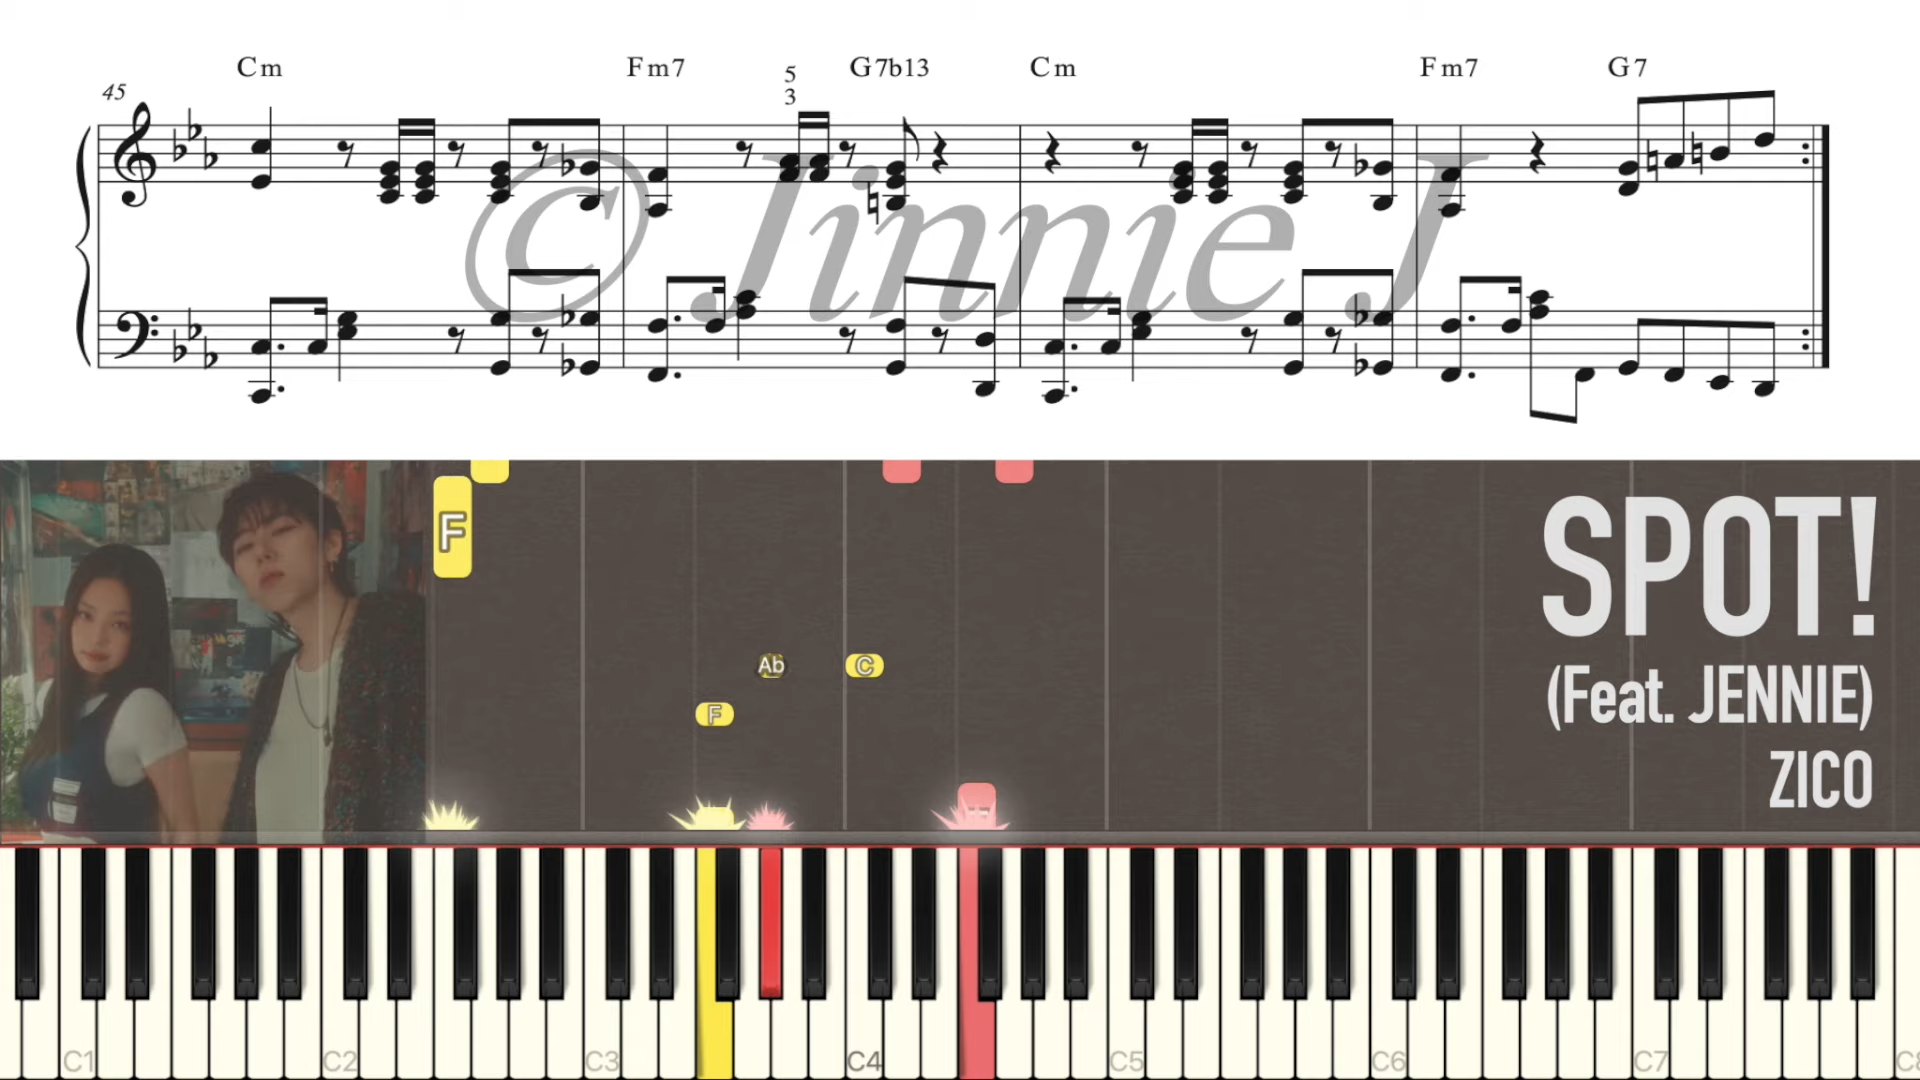 Cm Fm7 5 G7b13 Cm Fm7 G7
45 3
© Jinnie J
SPOT!
(Feat. JENNIE)
ZICO
F
Ab C
F
C1 C2 C3 C4 C5 C6 C7 C8